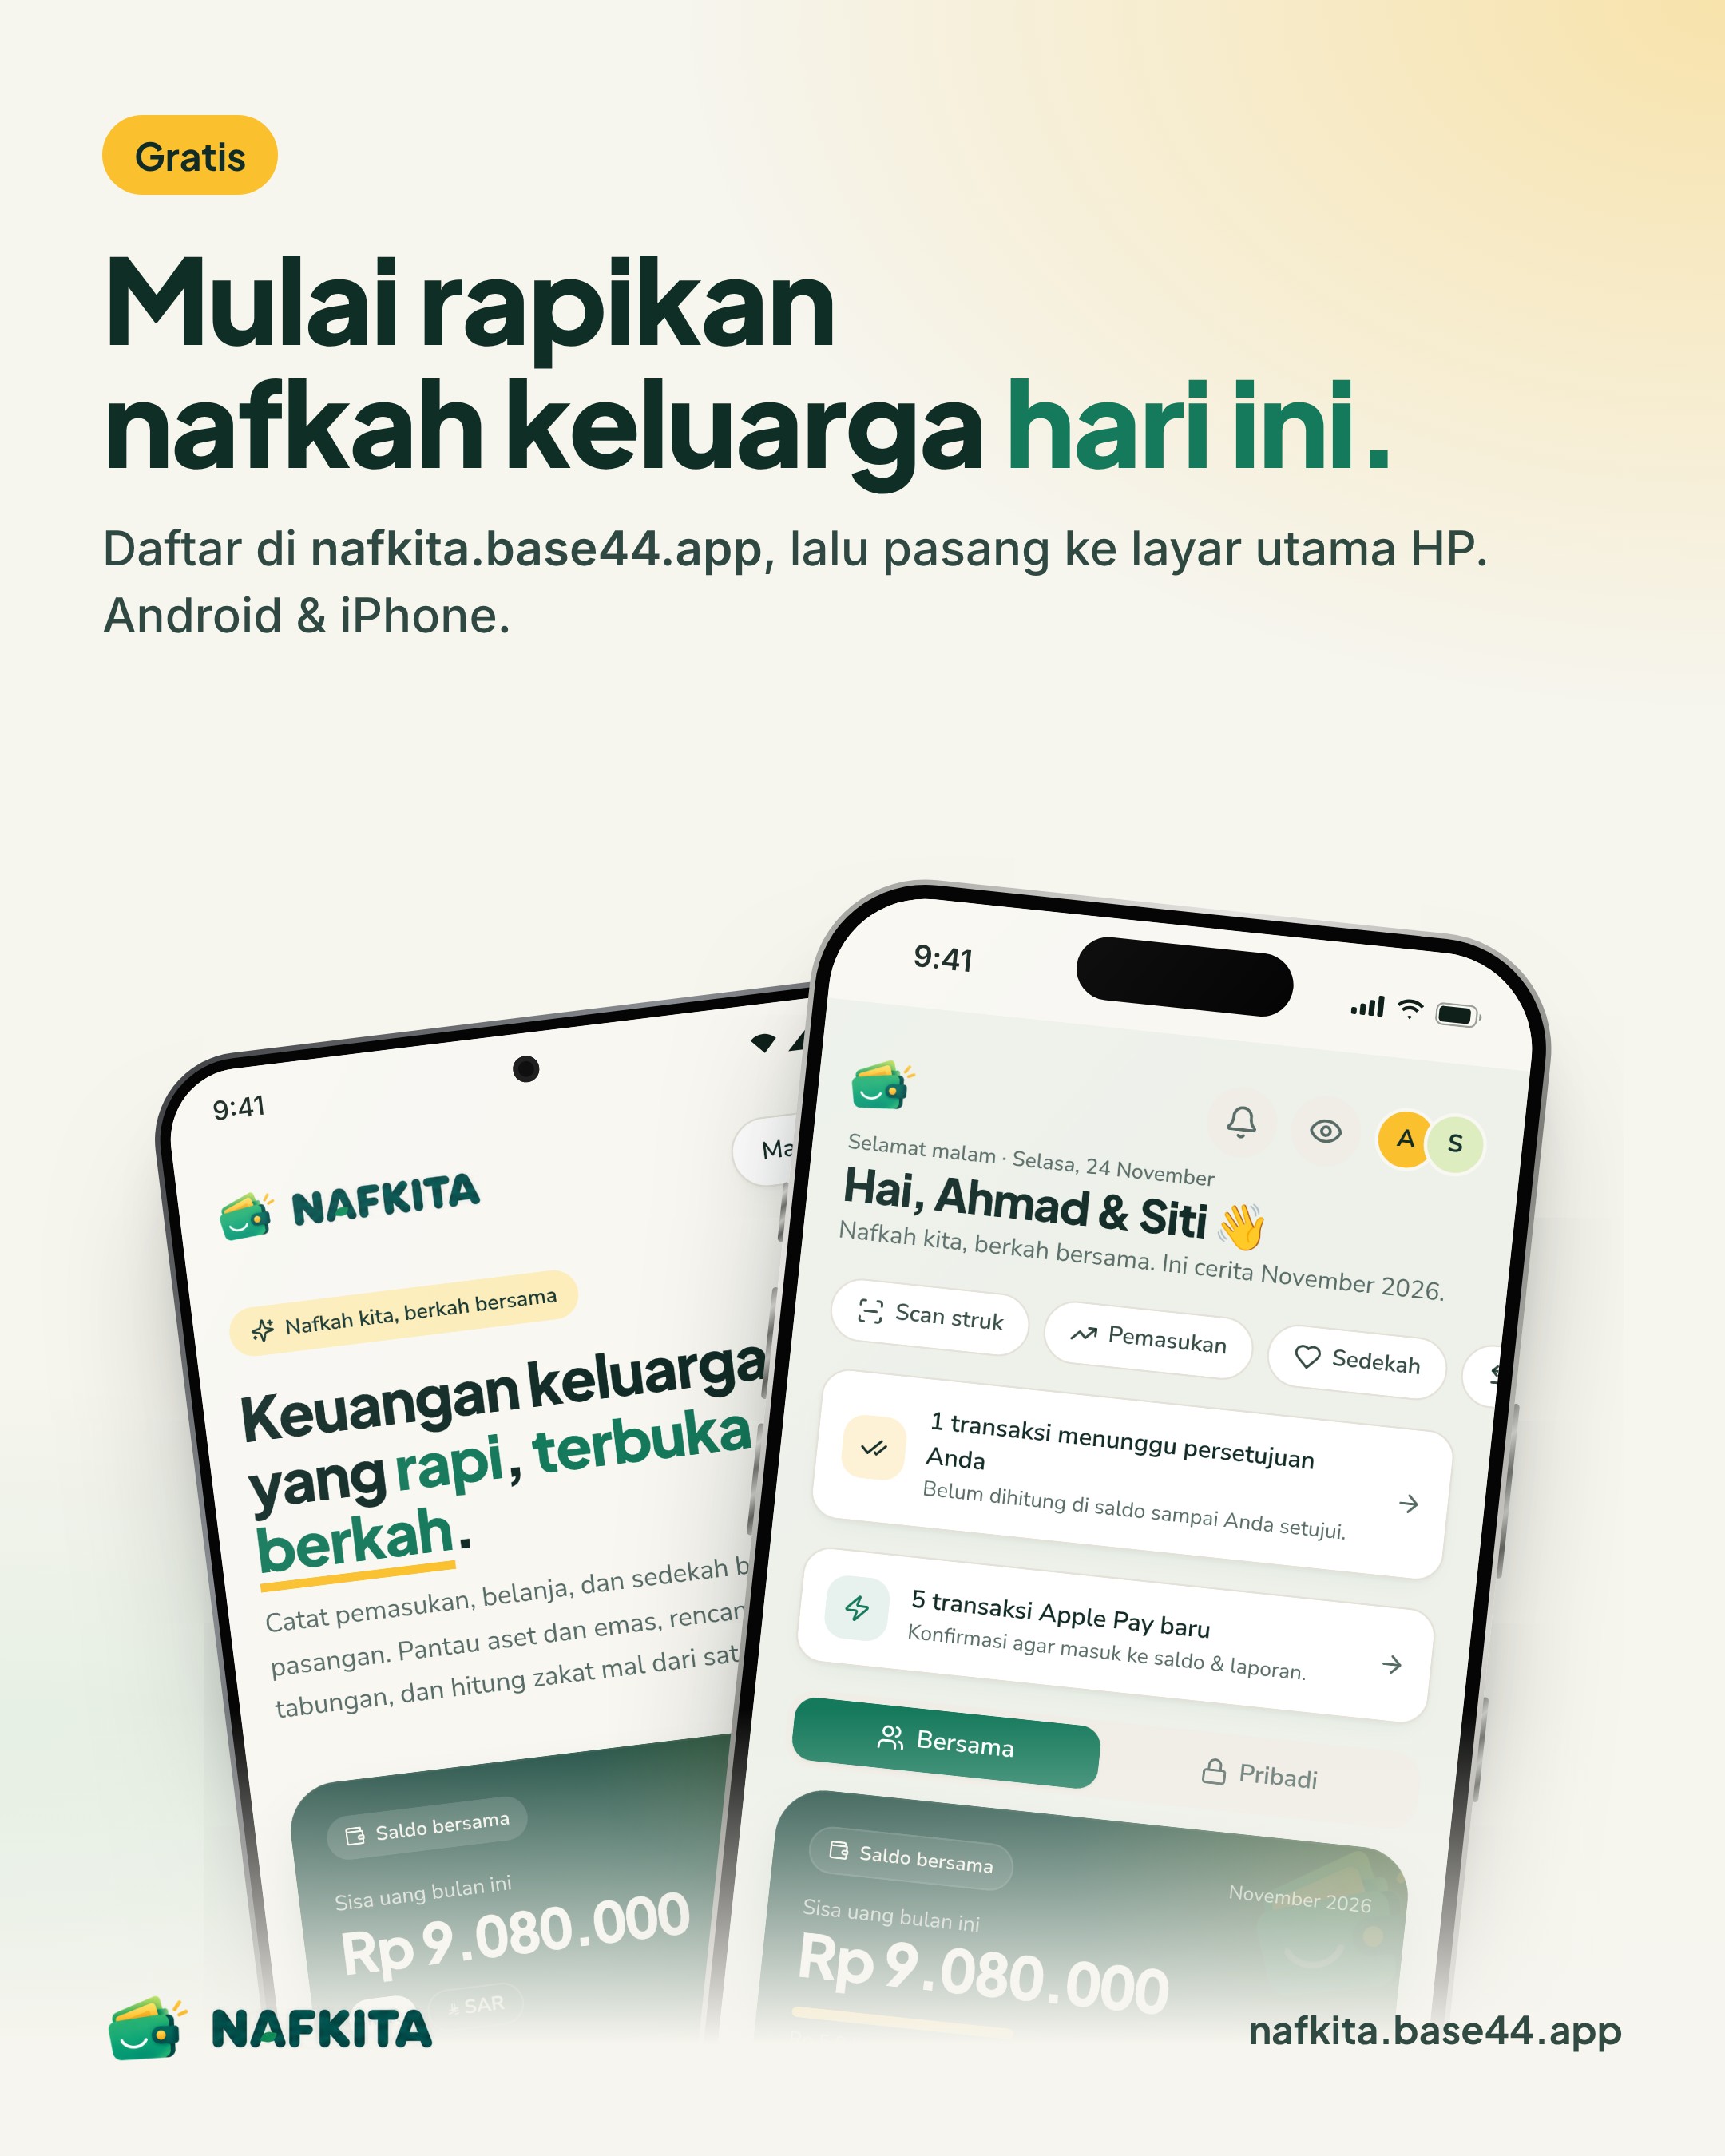 Gratis
Mulai rapikan
nafkah keluarga hari ini.
Daftar di nafkita.base44.app, lalu pasang ke layar utama HP.
Android & iPhone.
9:41
NAFKITA
Nafkah kita, berkah bersama
Keuangan keluarga
yang rapi, terbuka
berkah.
Catat pemasukan, belanja, dan sedekah
pasangan. Pantau aset dan emas,
tabungan, dan hitung zakat mal dari
Saldo bersama
Sisa uang bulan ini
Rp 9.080.000
SAR
9:41
A S
Selamat malam · Selasa, 24 November
Hai, Ahmad & Siti 👋
Nafkah kita, berkah bersama. Ini cerita November 2026.
Scan struk Pemasukan Sedekah
1 transaksi menunggu persetujuan
Anda
Belum dihitung di saldo sampai Anda setujui.
5 transaksi Apple Pay baru
Konfirmasi agar masuk ke saldo & laporan.
Bersama Pribadi
Saldo bersama
November 2026
Sisa uang bulan ini
Rp 9.080.000
NAFKITA
nafkita.base44.app